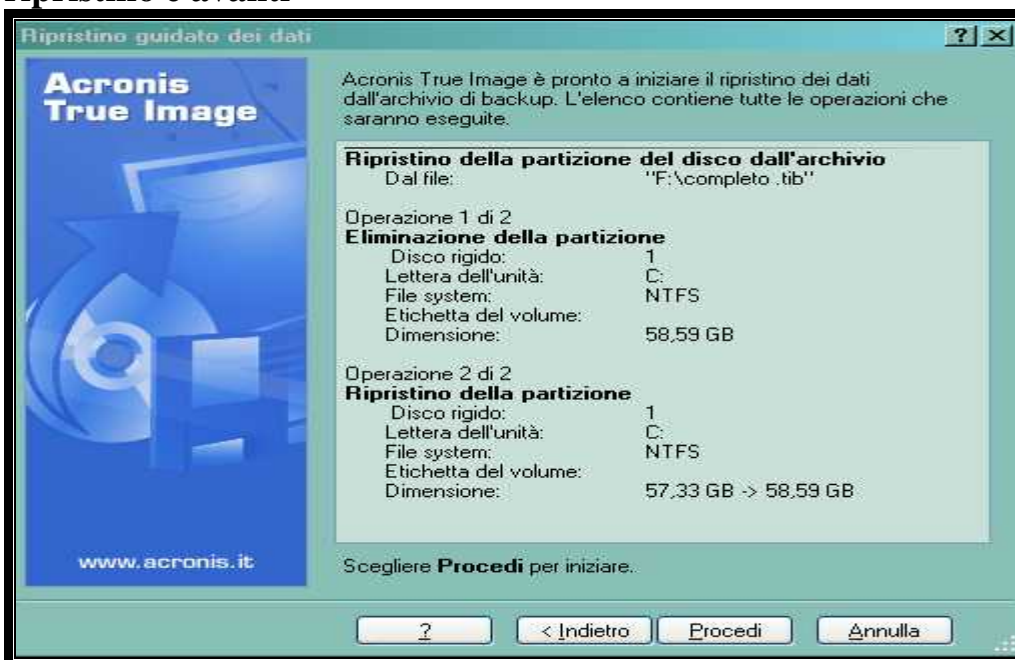 Ripristino e avanti
Ripristino guidato dei dati
Acronis
True Image
Acronis True Image è pronto a iniziare il ripristino dei dati
dall'archivio di backup. L'elenco contiene tutte le operazioni che
saranno eseguite.
Ripristino della partizione del disco dall'archivio
Dal file: "F:\completo .tib"
Operazione 1 di 2
Eliminazione della partizione
Disco rigido: 1
Lettera dell'unità: C:
File system: NTFS
Etichetta del volume:
Dimensione: 58,59 GB
Operazione 2 di 2
Ripristino della partizione
Disco rigido: 1
Lettera dell'unità: C:
File system: NTFS
Etichetta del volume:
Dimensione: 57,33 GB -> 58,59 GB
www.acronis.it
Scegliere Procedi per iniziare.
? < Indietro Procedi Annulla